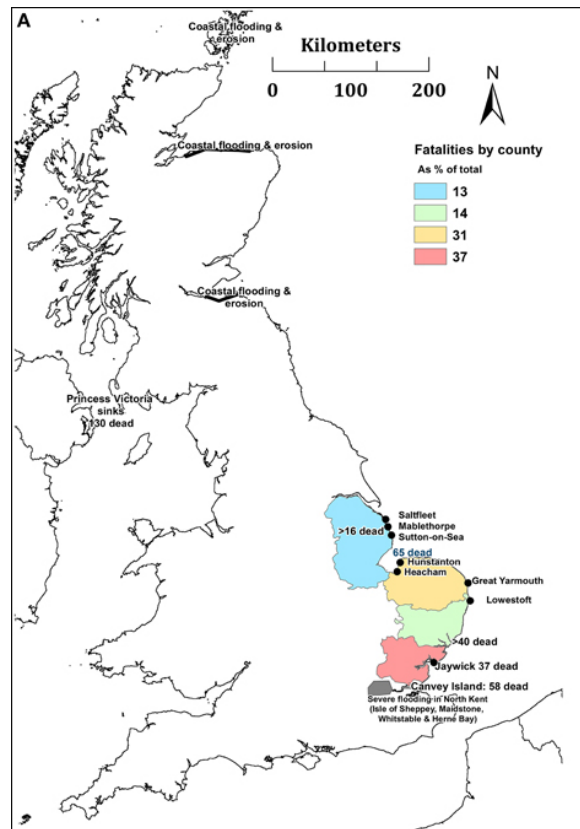 A
Coastal flooding &
erosion
Kilometers
0 100 200
N
Coastal flooding & erosion
Fatalities by county
As % of total
13
14
31
37
Coastal flooding &
erosion
Princess Victoria
sinks
130 dead
Saltfleet
Mablethorpe
>16 dead
Sutton-on-Sea
65 dead
Hunstanton
Heacham
Great Yarmouth
Lowestoft
>40 dead
Jaywick 37 dead
Canvey Island: 58 dead
Severe flooding in North Kent
(Isle of Sheppey, Maidstone,
Whitstable & Herne Bay)